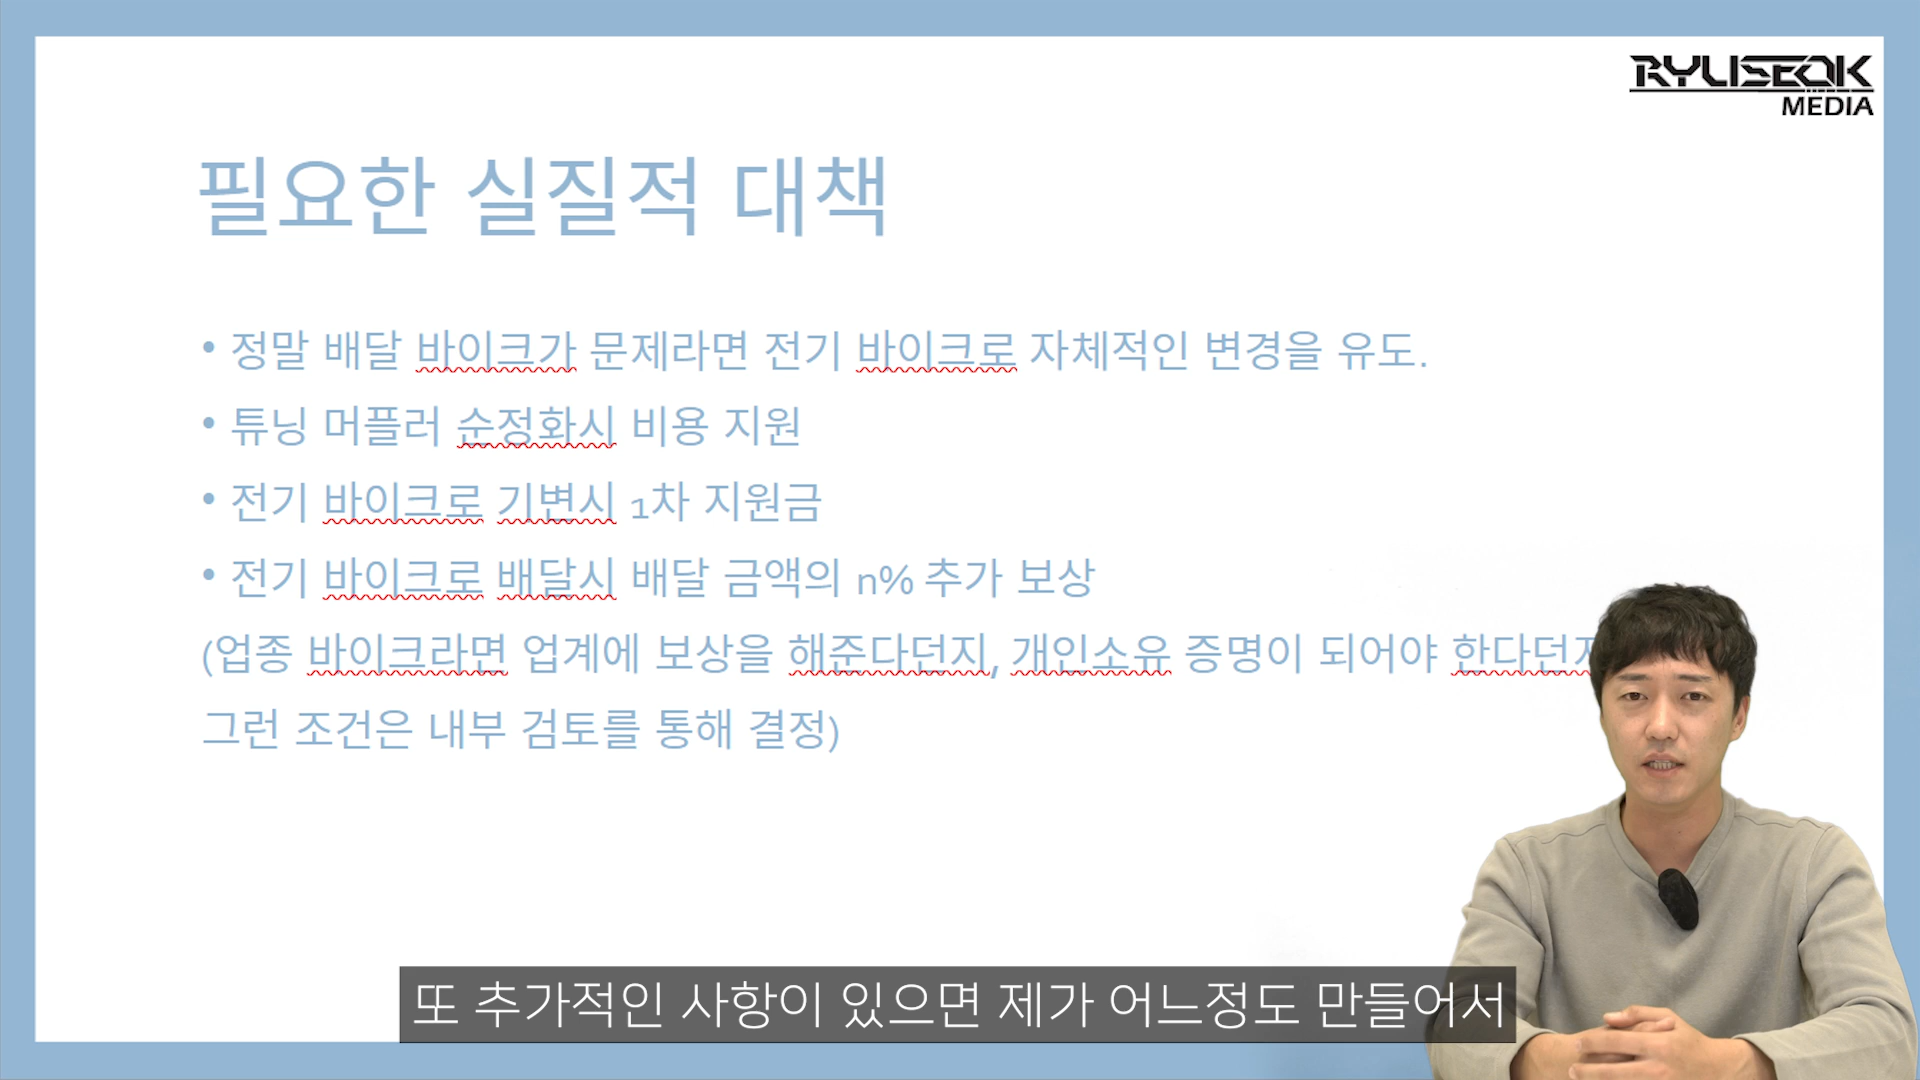 RYUSEOK
MEDIA
필요한 실질적 대책
• 정말 배달 바이크가 문제라면 전기 바이크로 자체적인 변경을 유도.
• 튜닝 머플러 순정화시 비용 지원
• 전기 바이크로 기변시 1차 지원금
• 전기 바이크로 배달시 배달 금액의 n% 추가 보상
(업종 바이크라면 업계에 보상을 해준다던지, 개인소유 증명이 되어야
그런 조건은 내부 검토를 통해 결정)
또 추가적인 사항이 있으면 제가 어느정도 만들어서